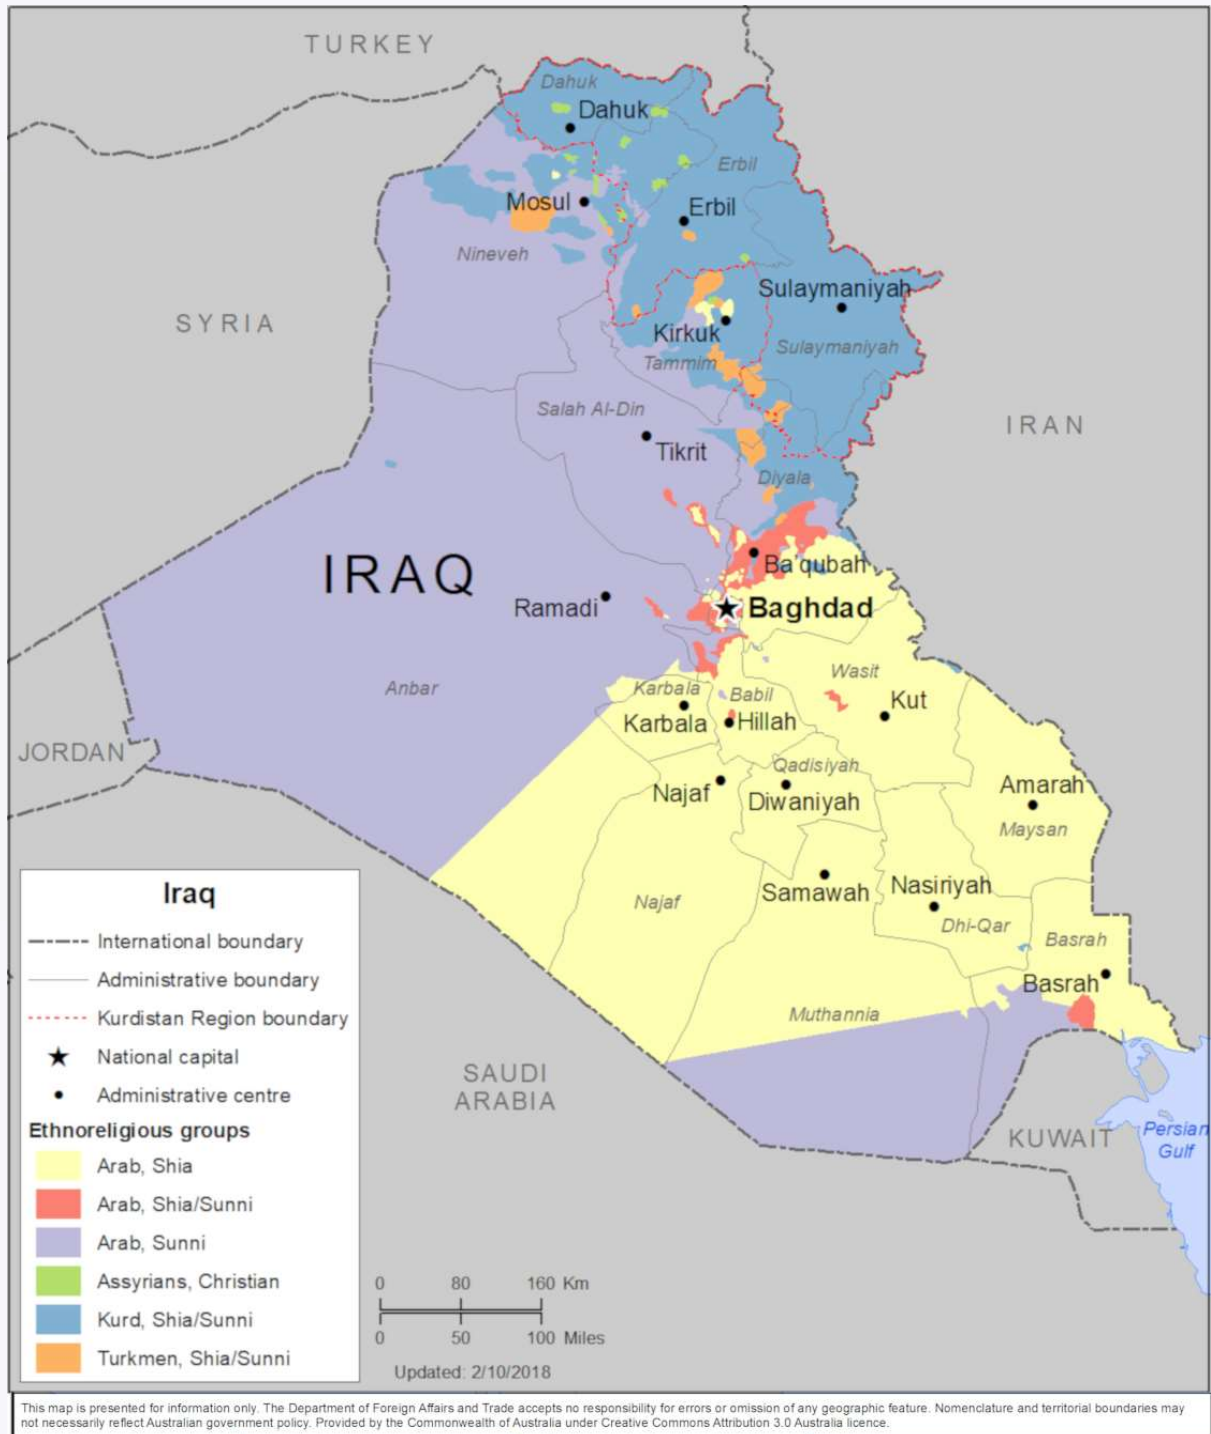 TURKEY
Dahuk
Dahuk
Erbil
Mosul
Erbil
Nineveh
Sulaymaniyah
SYRIA
Kirkuk
Sulaymaniyah
Tammim
Salah Al-Din
IRAN
Tikrit
Diyala
IRAQ
Ba'qubah
Ramadi
Baghdad
Anbar
Karbala
Babil
Wasit
Kut
Karbala
Hillah
JORDAN
Qadisiyah
Najaf
Diwaniyah
Amarah
Maysan
Samawah
Nasiriyah
Najaf
Dhi-Qar
Basrah
Basrah
Muthannia
SAUDI
ARABIA
KUWAIT
Persian
Gulf
Iraq
International boundary
Administrative boundary
Kurdistan Region boundary
National capital
Administrative centre
Ethnoreligious groups
Arab, Shia
Arab, Shia/Sunni
Arab, Sunni
Assyrians, Christian
Kurd, Shia/Sunni
Turkmen, Shia/Sunni
0 80 160 Km
0 50 100 Miles
Updated: 2/10/2018
This map is presented for information only. The Department of Foreign Affairs and Trade accepts no responsibility for errors or omission of any geographic feature. Nomenclature and territorial boundaries may
not necessarily reflect Australian government policy. Provided by the Commonwealth of Australia under Creative Commons Attribution 3.0 Australia licence.